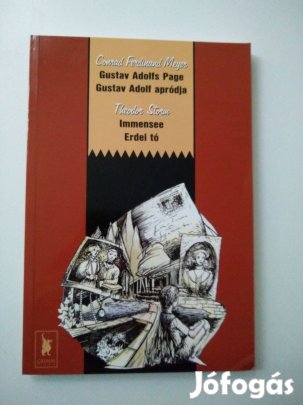 Conrad Ferdinand Meyer
Gustav Adolfs Page
Gustav Adolf apródja
Theodor Storm
Immensee
Erdei tó
Jófogás